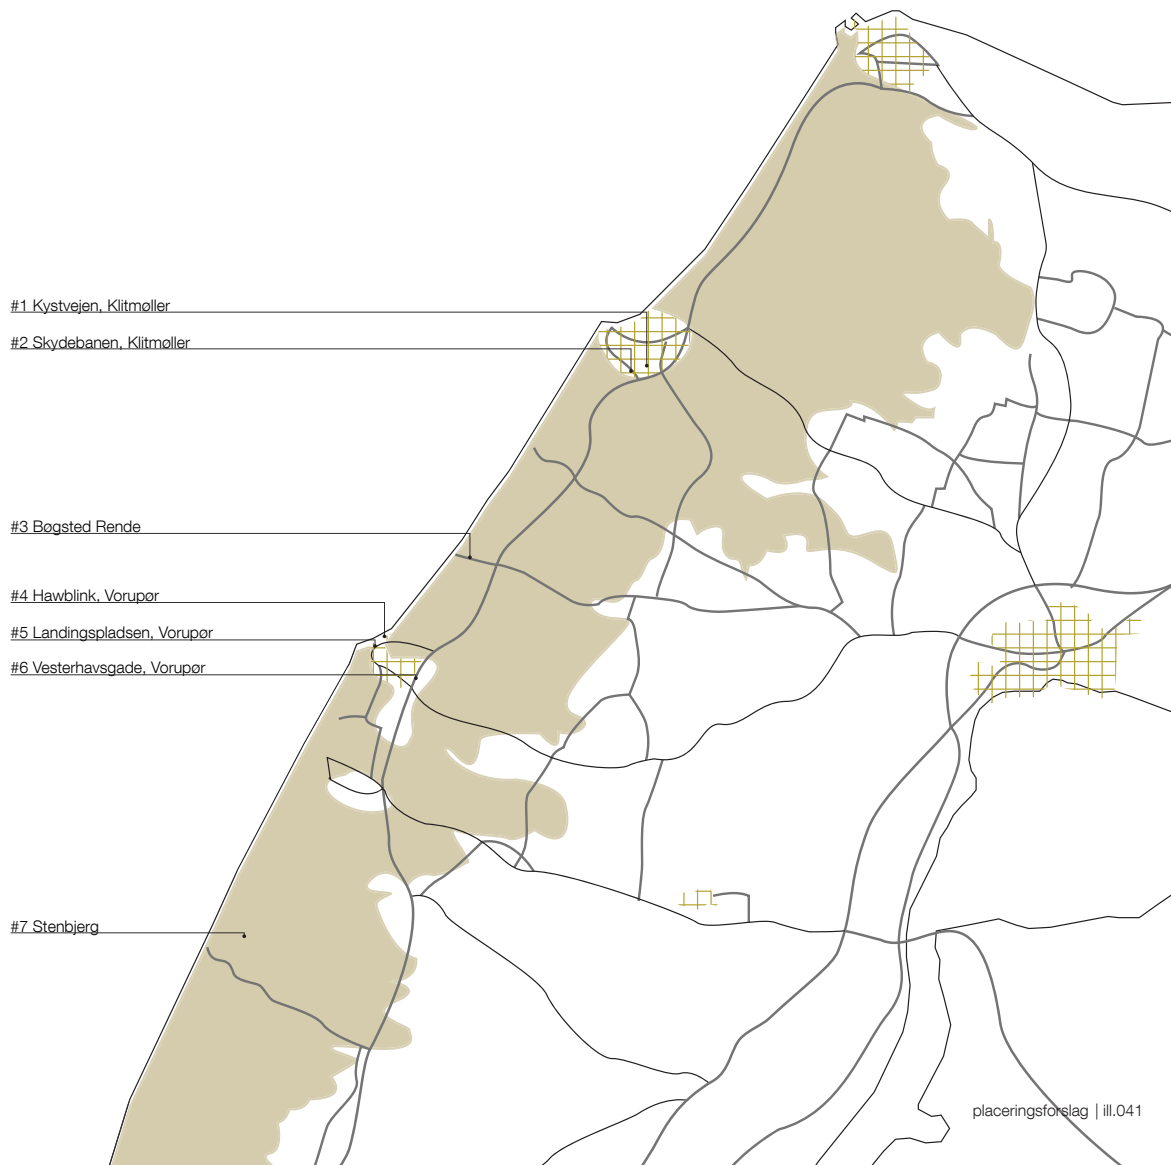 #1 Kystvejen, Klitmøller
#2 Skydebanen, Klitmøller
#3 Bøgsted Rende
#4 Hawblink, Vorupør
#5 Landingspladsen, Vorupør
#6 Vesterhavsgade, Vorupør
#7 Stenbjerg
placeringsforslag | ill.041